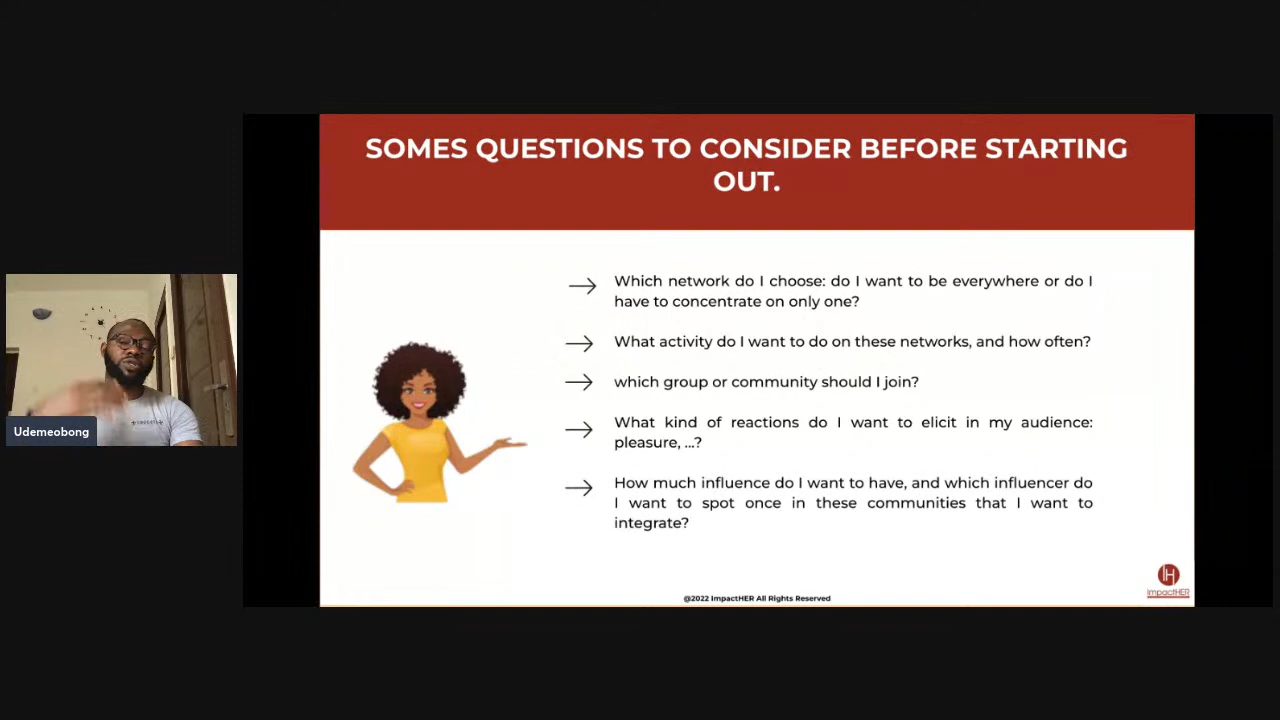 SOMES QUESTIONS TO CONSIDER BEFORE STARTING
OUT.
Which network do I choose: do I want to be everywhere or do I
have to concentrate on only one?
What activity do I want to do on these networks, and how often?
which group or community should I join?
What kind of reactions do I want to elicit in my audience:
pleasure, ...?
How much influence do I want to have, and which influencer do
I want to spot once in these communities that I want to
integrate?
Udemeobong
@2022 ImpactHER All Rights Reserved
IH
impactHER